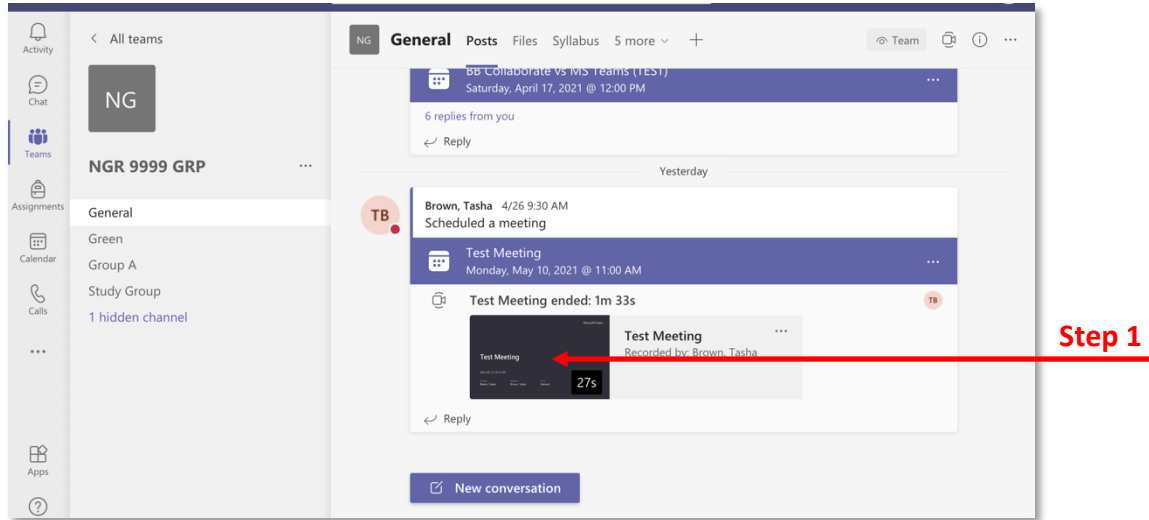 Activity
Chat
Teams
Assignments
Calendar
Calls
Apps
All teams
NG
NGR 9999 GRP
General
Green
Group A
Study Group
1 hidden channel
NG General Posts Files Syllabus 5 more Team
BB Collaborate vs MS Teams (TEST)
Saturday, April 17, 2021 @ 12:00 PM
6 replies from you
Reply
Yesterday
TB
Brown, Tasha 4/26 9:30 AM
Scheduled a meeting
Test Meeting
Monday, May 10, 2021 @ 11:00 AM
Test Meeting ended: 1m 33s TB
Test Meeting
27s
Test Meeting
Recorded by: Brown, Tasha
Reply
New conversation
Step 1